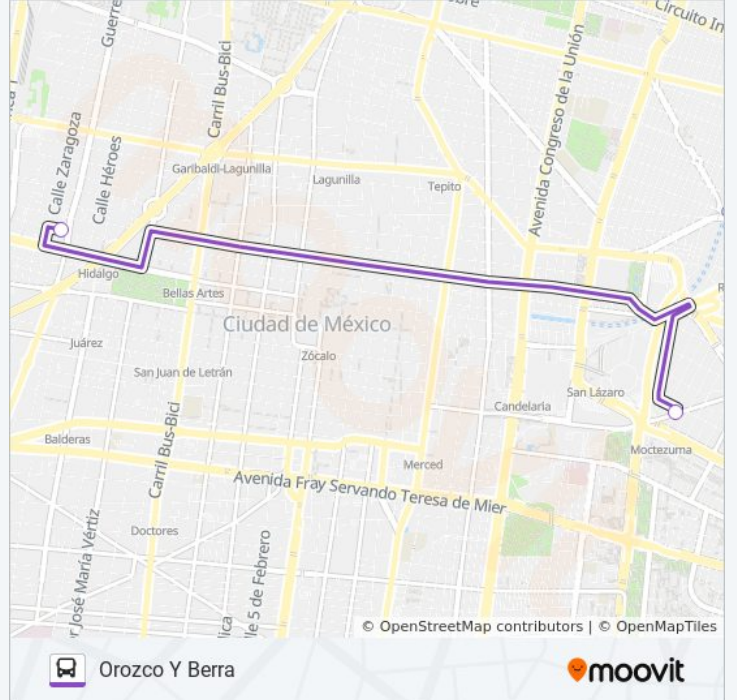 Circuito In
Guerre
Carril Bus-Bici
Avenida Congreso de la Unión
Calle Zaragoza
Calle Héroes
Garibaldi-Lagunilla
Lagunilla
Tepito
Hidalgo
Bellas Artes
Ciudad de México
Juárez
Zócalo
San Juan de Letrán
San Lázaro
Candelaria
Carril Bus-Bici
Balderas
Moctezuma
Merced
Avenida Fray Servando Teresa de Mier
Doctores
r José María Vértiz
lle 5 de Febrero
lica
© OpenStreetMap contributors | © OpenMapTiles
Orozco Y Berra
moovit